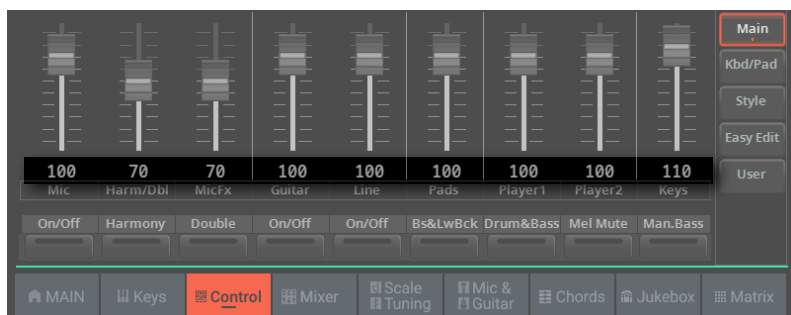 Main
Kbd/Pad
Style
Easy Edit
User
100 70 70 100 100 100 100 100 110
Mic Harm/Dbl MicFx Guitar Line Pads Player1 Player2 Keys
On/Off Harmony Double On/Off On/Off Bs&LwBck Drum&Bass Mel Mute Man.Bass
MAIN Keys Control Mixer Scale Tuning Mic & Guitar Chords Jukebox Matrix